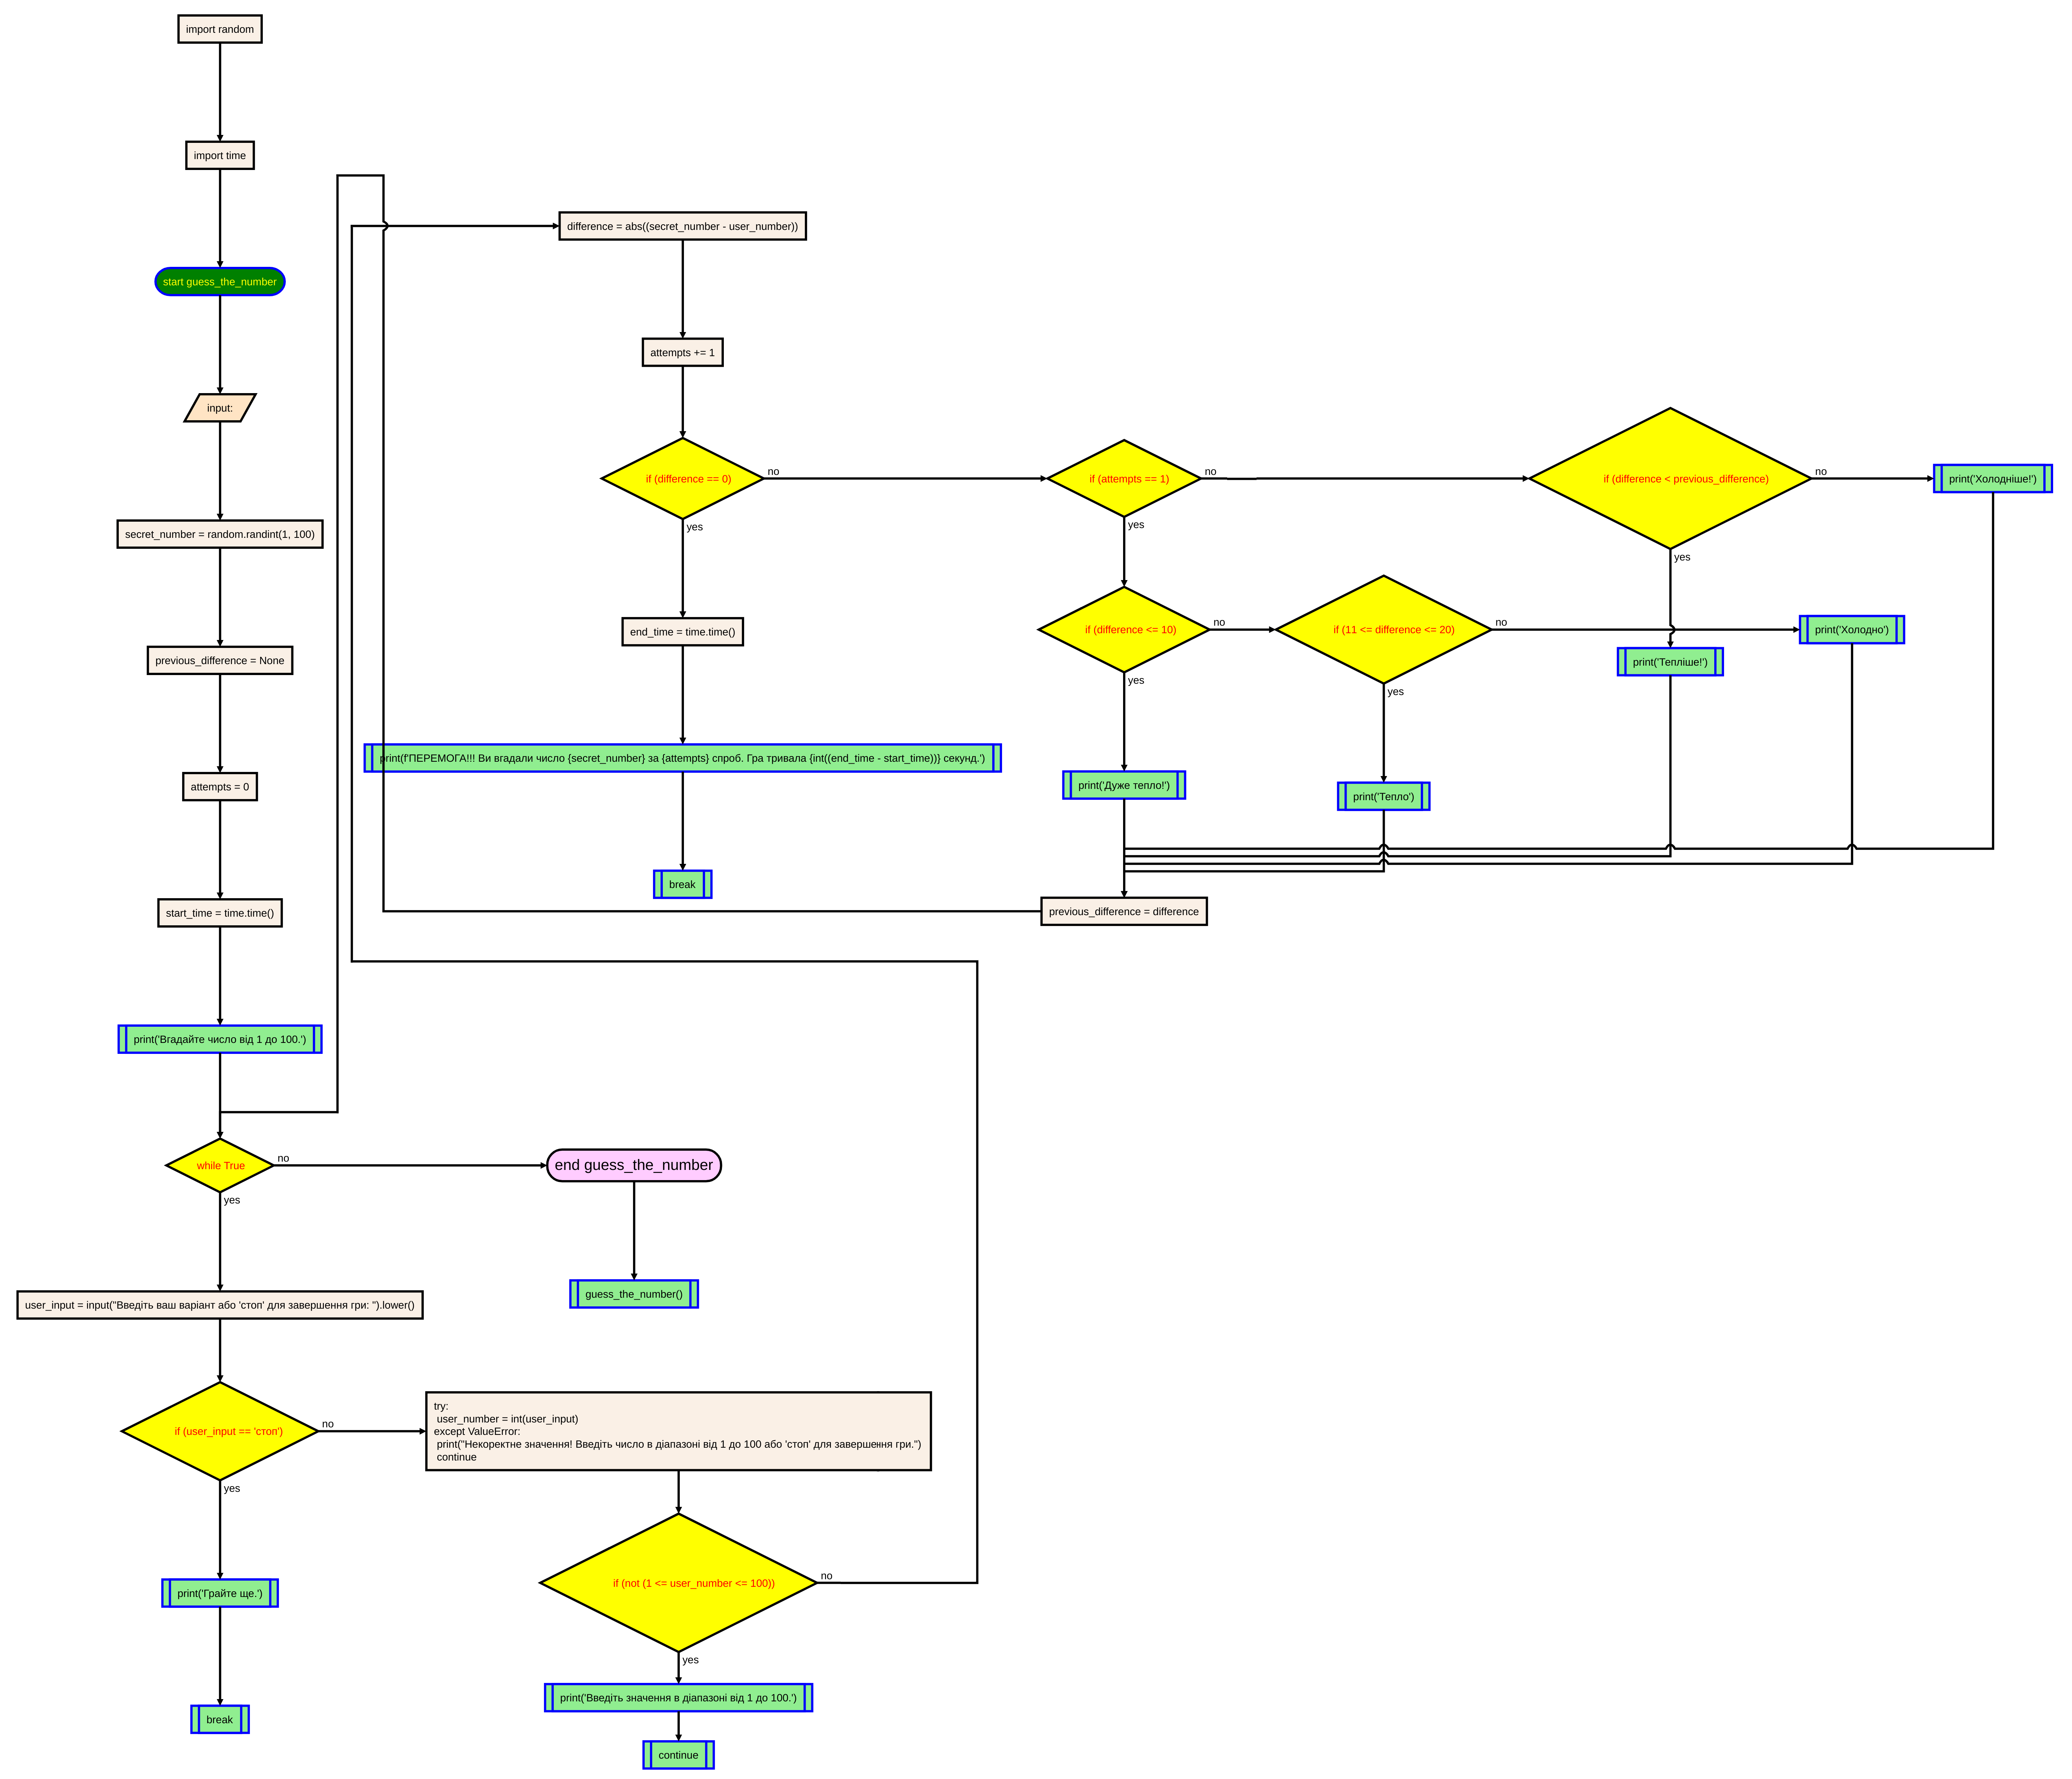 import random
import time
start guess_the_number
input:
secret_number = random.randint(1, 100)
previous_difference = None
attempts = 0
start_time = time.time()
print('Вгадайте число від 1 до 100.')
while True
no
yes
end guess_the_number
guess_the_number()
user_input = input("Введіть ваш варіант або 'стоп' для завершення гри: ").lower()
if (user_input == 'стоп')
no
yes
print('Грайте ще.')
break
try:
user_number = int(user_input)
except ValueError:
print("Некоректне значення! Введіть число в діапазоні від 1 до 100 або 'стоп' для завершення гри.")
continue
if (not (1 <= user_number <= 100))
no
yes
print('Введіть значення в діапазоні від 1 до 100.')
continue
difference = abs((secret_number - user_number))
attempts += 1
if (difference == 0)
no
yes
end_time = time.time()
print(f'ПЕРЕМОГА!!! Ви вгадали число {secret_number} за {attempts} спроб. Гра тривала {int((end_time - start_time))} секунд.')
break
if (attempts == 1)
no
yes
if (difference <= 10)
no
yes
print('Дуже тепло!')
if (11 <= difference <= 20)
no
yes
print('Тепло')
print('Холодно')
if (difference < previous_difference)
no
yes
print('Тепліше!')
print('Холодніше!')
previous_difference = difference